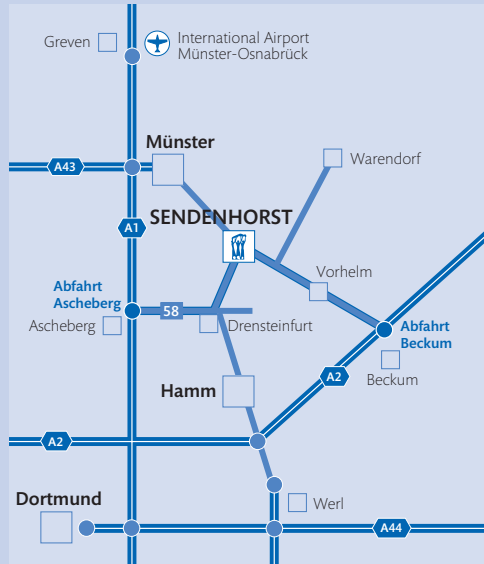 Greven
International Airport
Münster-Osnabrück
Münster
A43
Warendorf
SENDENHORST
A1
Vorhelm
Abfahrt
Ascheberg
58
Ascheberg
Drensteinfurt
Abfahrt
Beckum
A2
Beckum
Hamm
A2
Dortmund
Werl
A44